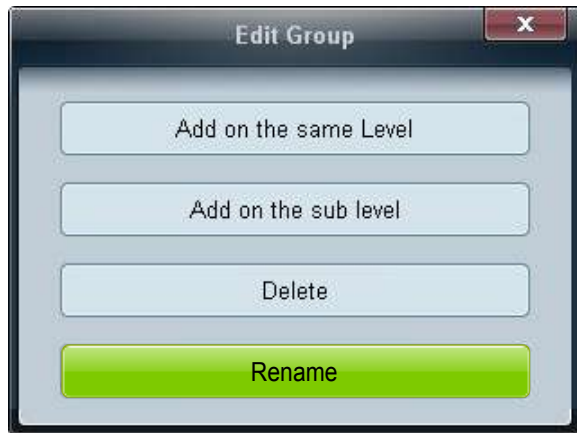 Edit Group
x
Add on the same Level
Add on the sub level
Delete
Rename